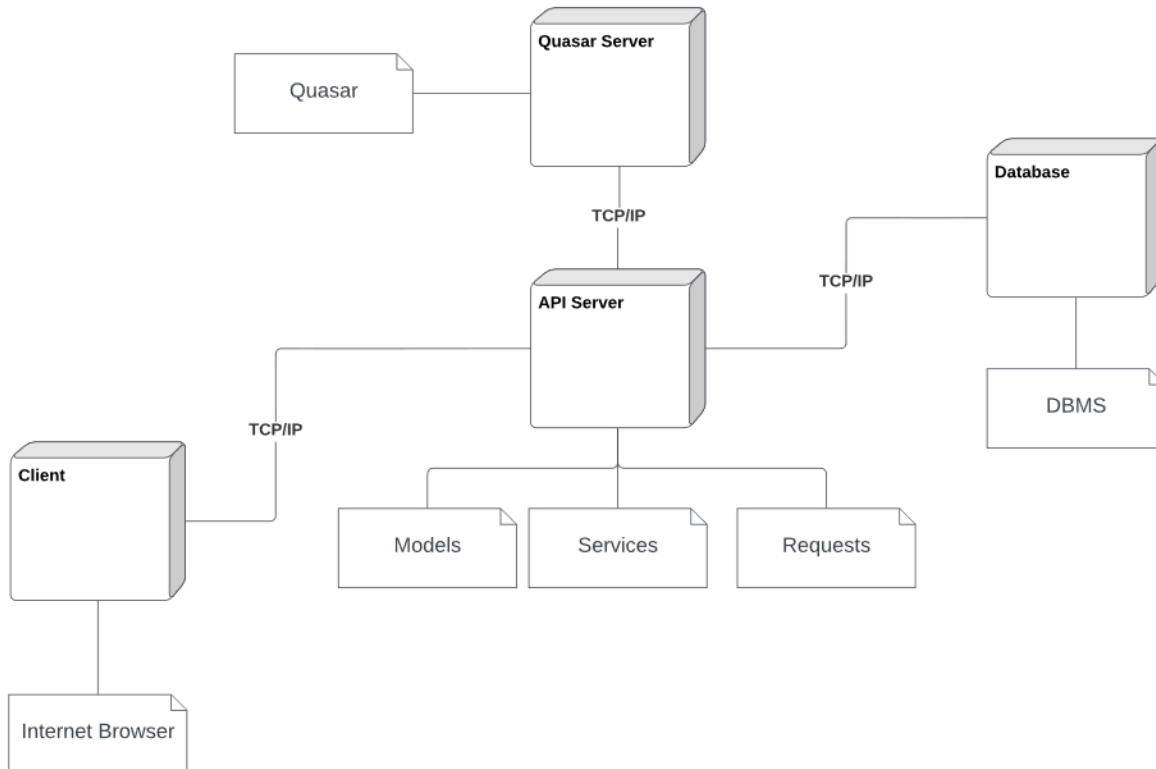 Quasar Server
Quasar
Database
TCP/IP
TCP/IP
API Server
DBMS
TCP/IP
Client
Models
Services
Requests
Internet Browser